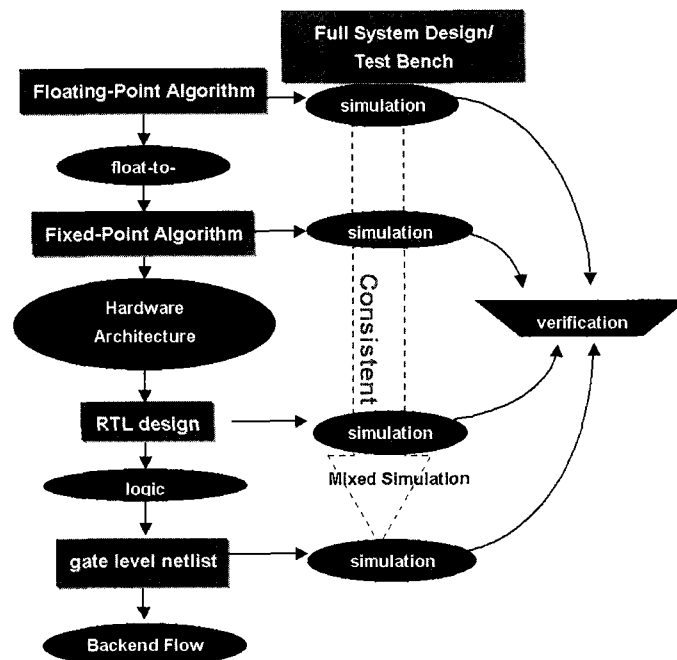 Full System Design/
Test Bench
Floating-Point Algorithm
simulation
float-to-
Fixed-Point Algorithm
simulation
Hardware
Architecture
Consistent
verification
RTL design
simulation
Mixed Simulation
logic
gate level netlist
simulation
Backend Flow